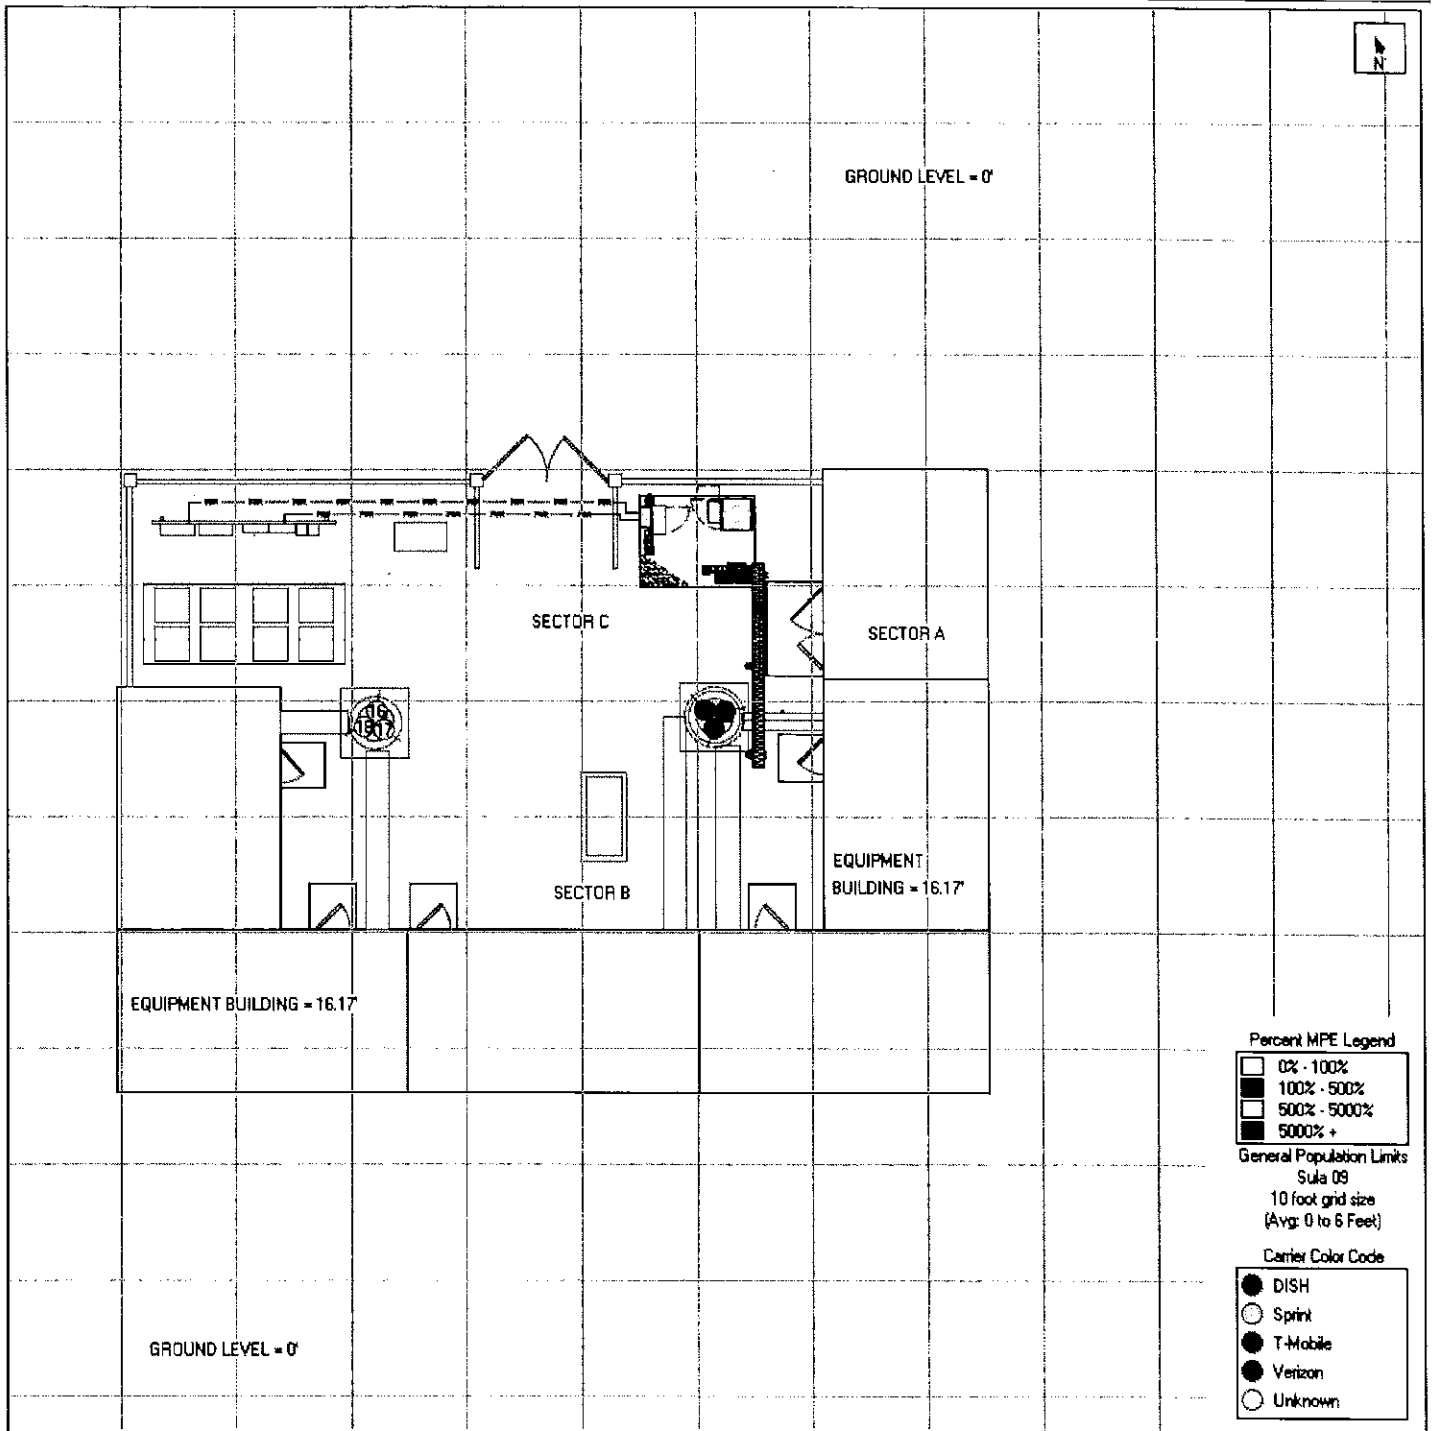 N
GROUND LEVEL = 0'
SECTOR C
SECTOR A
16
17
EQUIPMENT
BUILDING = 16.17'
SECTOR B
EQUIPMENT BUILDING = 16.17'
Percent MPE Legend
0% - 100%
100% - 500%
500% - 5000%
5000% +
General Population Limits
Sula 09
10 foot grid size
(Avg: 0 to 6 Feet)
Carrier Color Code
DISH
Sprint
T-Mobile
Verizon
Unknown
GROUND LEVEL = 0'